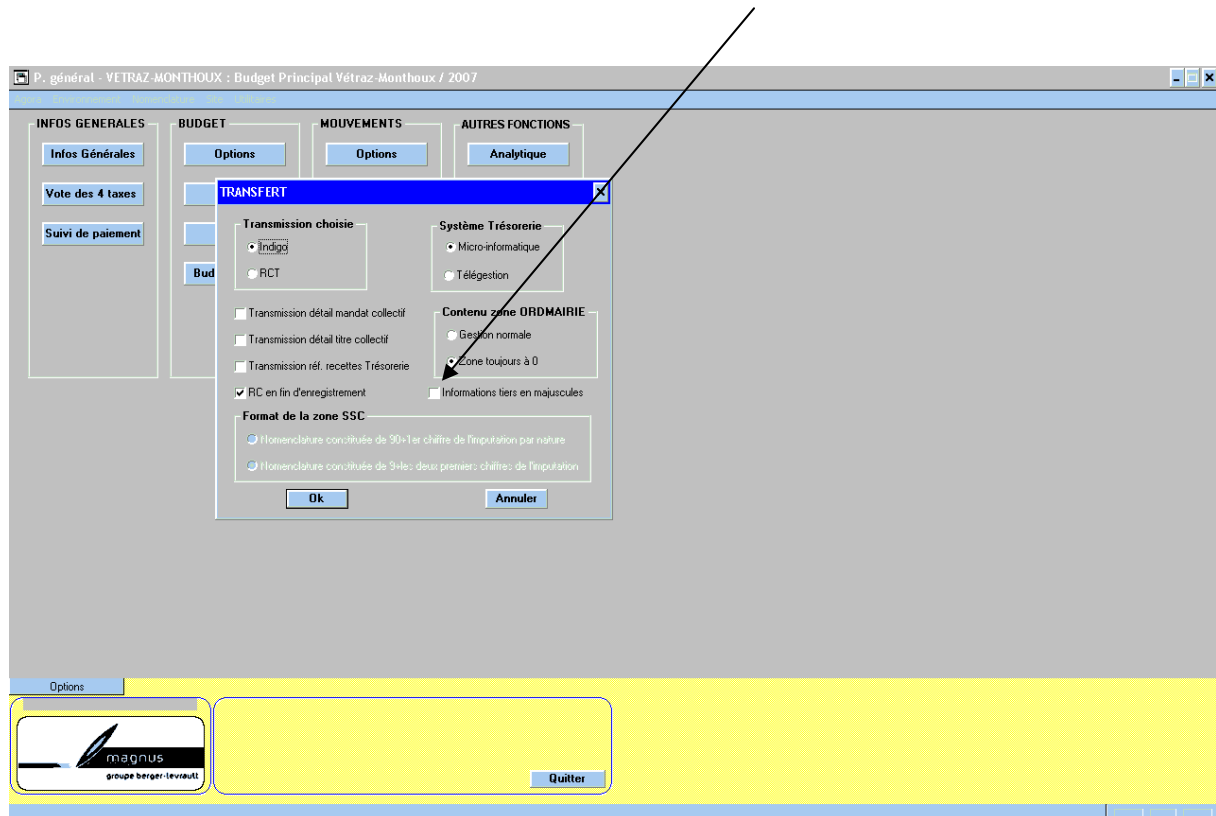 P. général - VETRAZ-MONTHOUX : Budget Principal Vétraz-Monthoux / 2007
Agora Environnement Nomenclature Site Utilitaires
INFOS GENERALES BUDGET MOUVEMENTS AUTRES FONCTIONS
Infos Générales Options Options Analytique
Vote des 4 taxes
Suivi de paiement
Bud
TRANSFERT
Transmission choisie Système Trésorerie
Indigo Micro-informatique
RCT Télégestion
Transmission détail mandat collectif Contenu zone ORDMAIRIE
Transmission détail titre collectif Gestion normale
Transmission réf. recettes Trésorerie Zone toujours à 0
RC en fin d'enregistrement Informations tiers en majuscules
Format de la zone SSC
Nomenclature constituée de 90+1er chiffre de l'imputation par nature
Nomenclature constituée de 9+les deux premiers chiffres de l'imputation
Ok Annuler
Options
magnus
groupe berger-levrault
Quitter